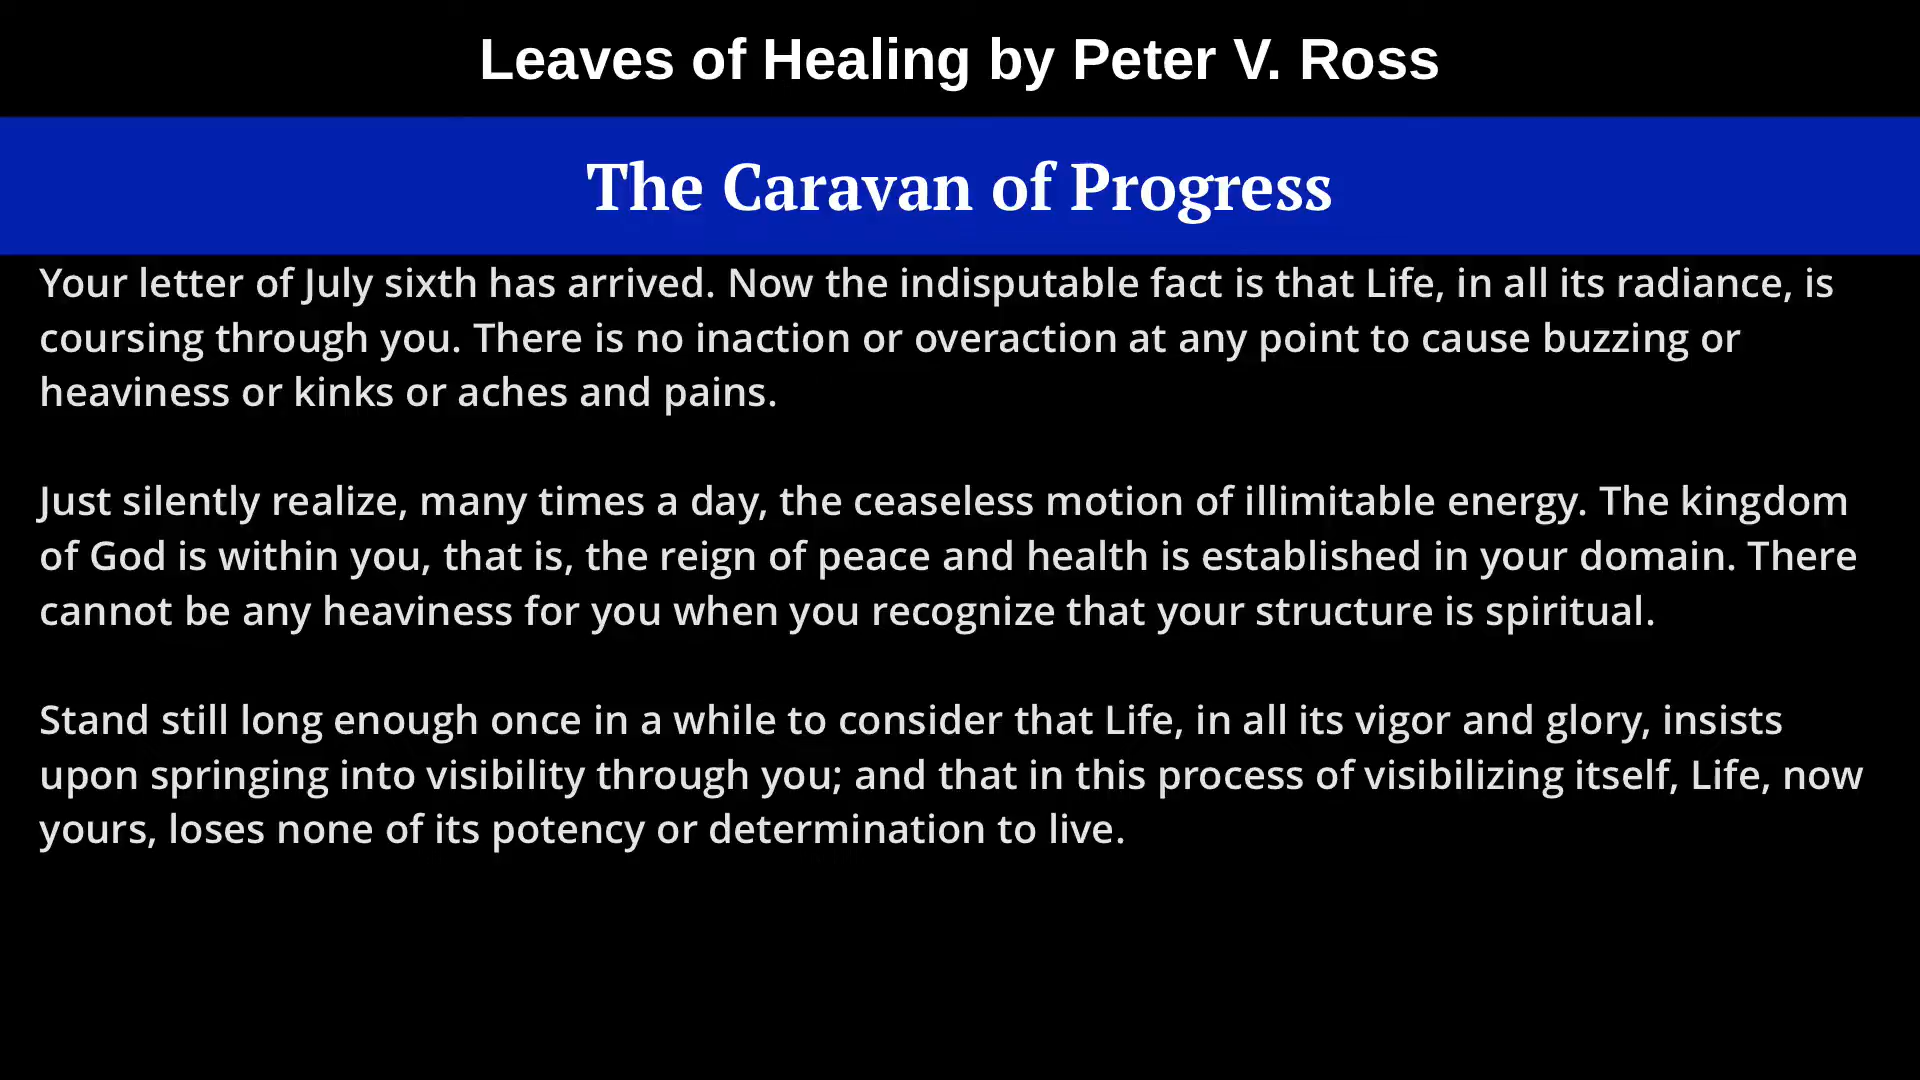 Leaves of Healing by Peter V. Ross
The Caravan of Progress
Your letter of July sixth has arrived. Now the indisputable fact is that Life, in all its radiance, is
coursing through you. There is no inaction or overaction at any point to cause buzzing or
heaviness or kinks or aches and pains.
Just silently realize, many times a day, the ceaseless motion of illimitable energy. The kingdom
of God is within you, that is, the reign of peace and health is established in your domain. There
cannot be any heaviness for you when you recognize that your structure is spiritual.
Stand still long enough once in a while to consider that Life, in all its vigor and glory, insists
upon springing into visibility through you; and that in this process of visibilizing itself, Life, now
yours, loses none of its potency or determination to live.